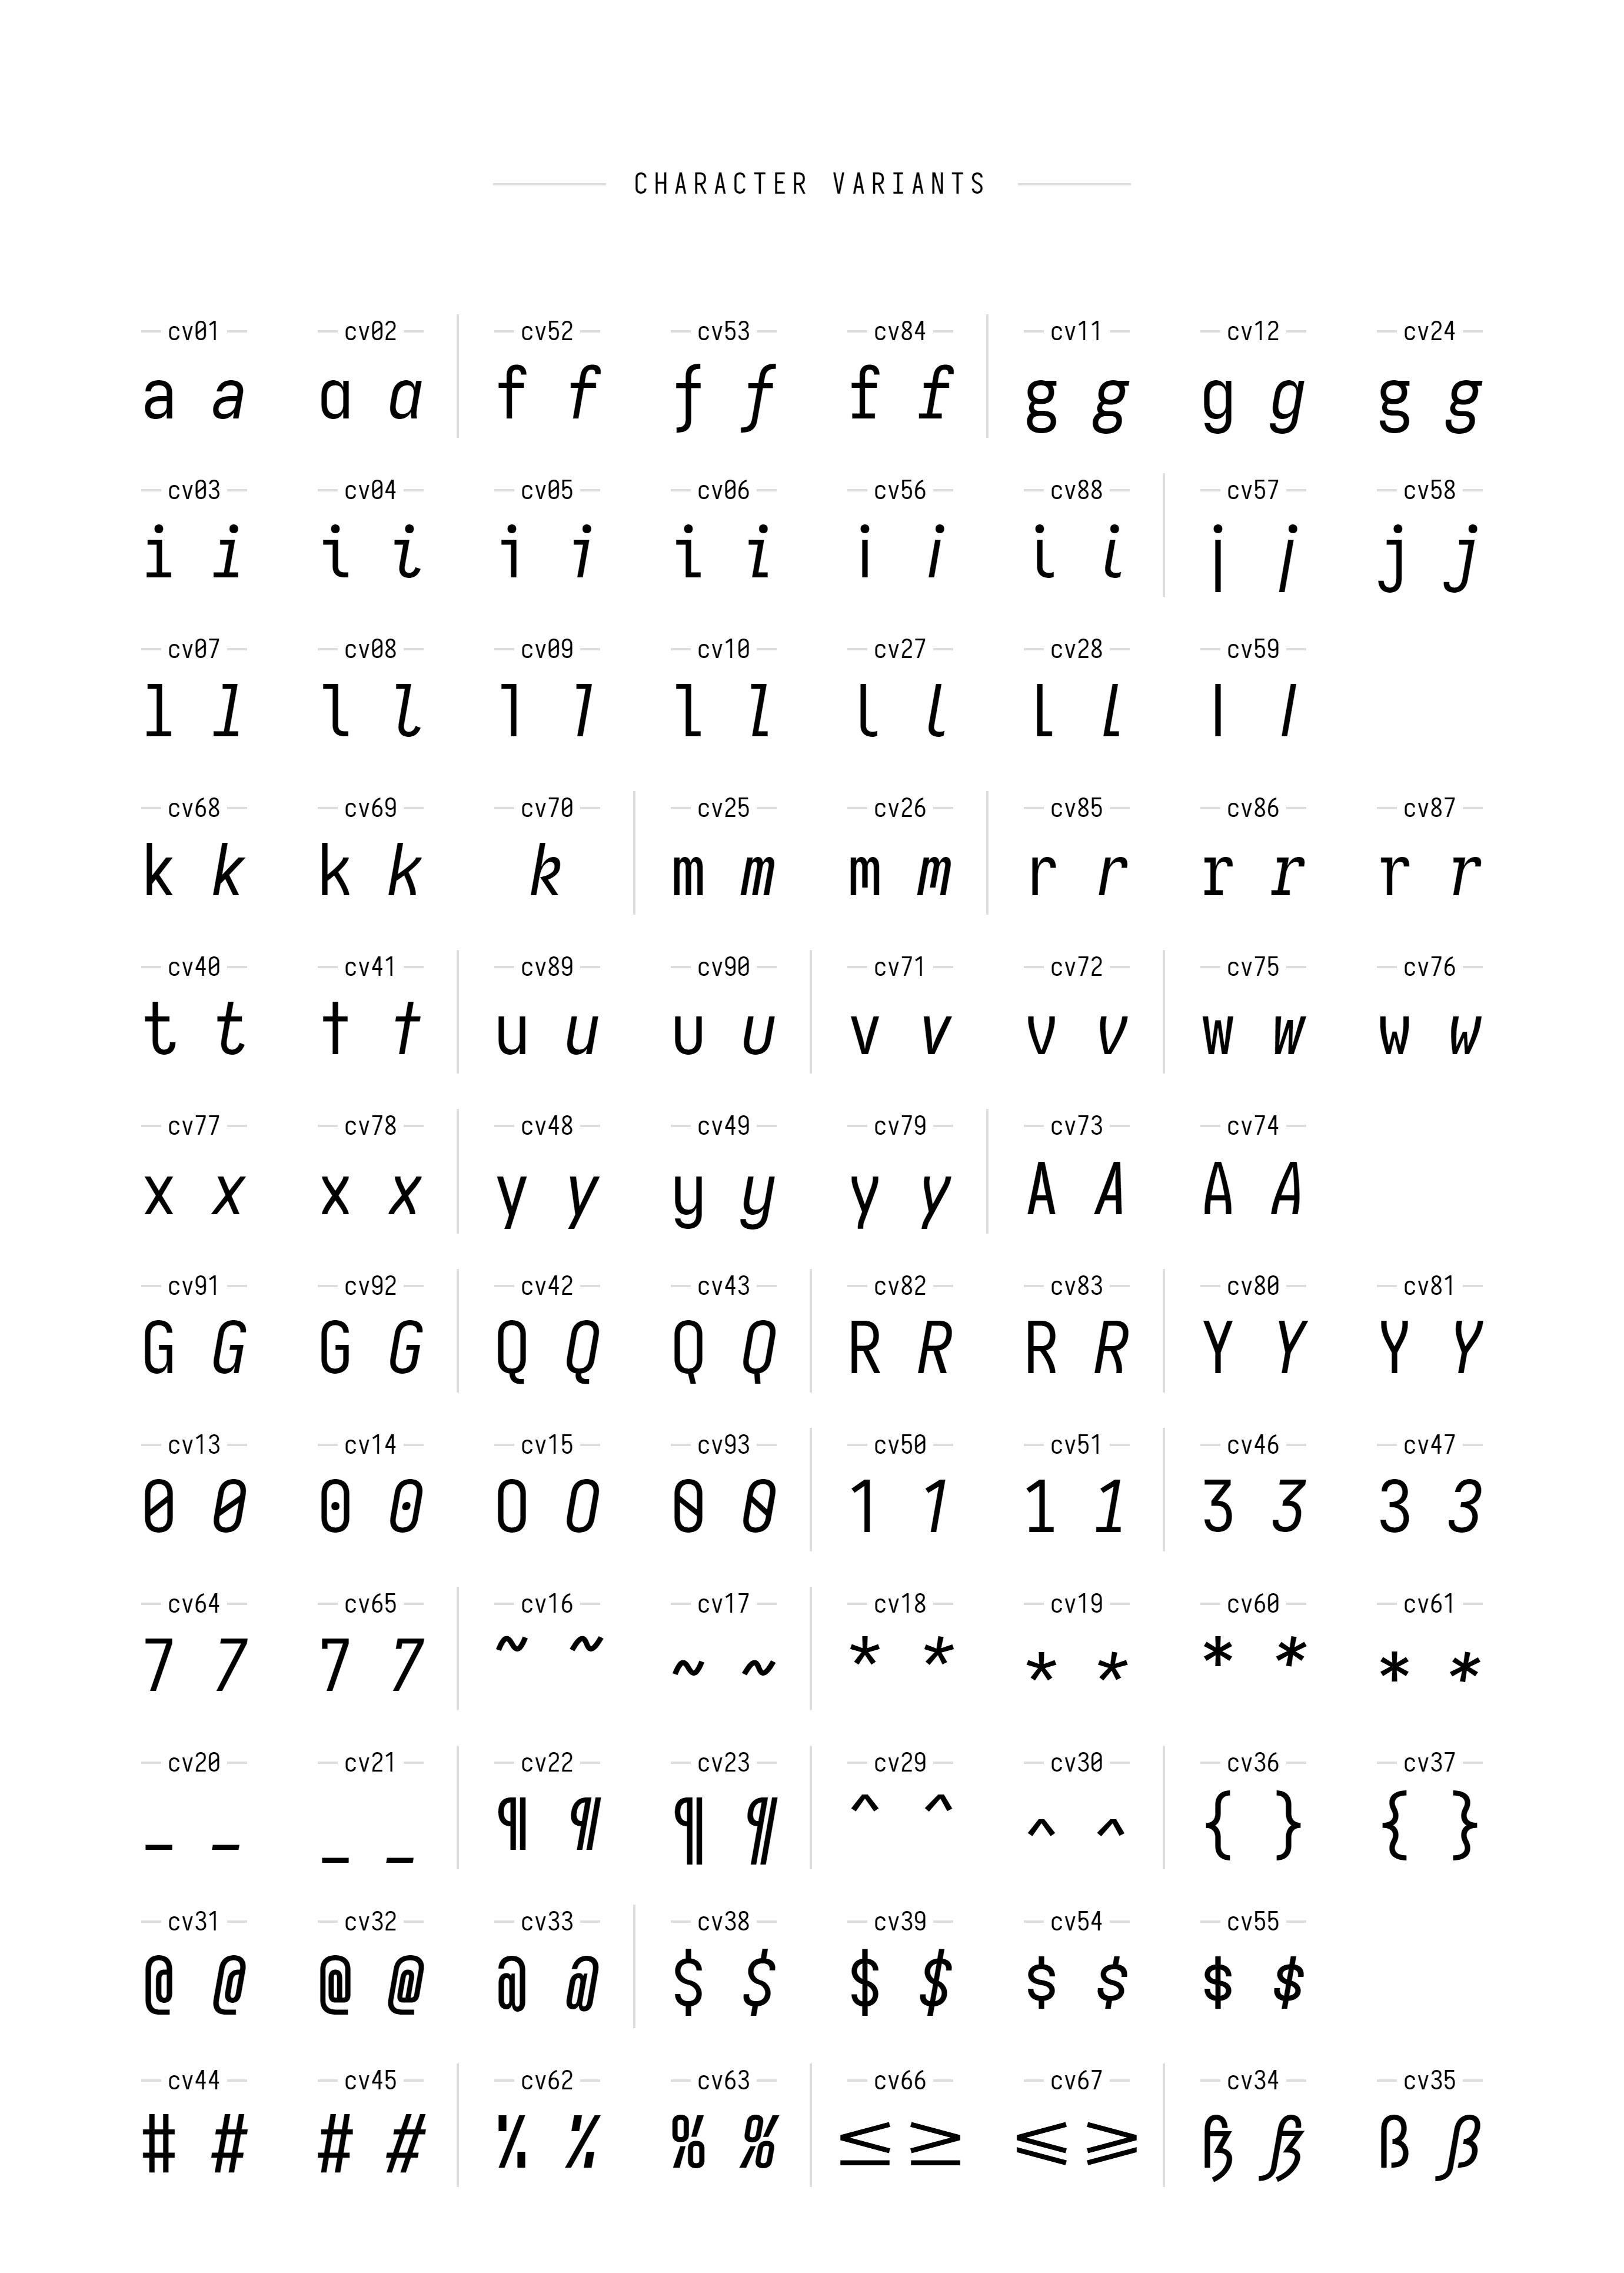 CHARACTER VARIANTS
cv01 cv02 cv52 cv53 cv84 cv11 cv12 cv24
a a ɑ ɑ f f ƒ ƒ f f g g g g g g
cv03 cv04 cv05 cv06 cv56 cv88 cv57 cv58
i i i i i i i i i i i i j j j j
cv07 cv08 cv09 cv10 cv27 cv28 cv59
l l l l l l l l l l l l l l
cv68 cv69 cv70 cv25 cv26 cv85 cv86 cv87
k k k k k m m m m r r r r r r
cv40 cv41 cv89 cv90 cv71 cv72 cv75 cv76
t t t t u u u u v v v v w w w w
cv77 cv78 cv48 cv49 cv79 cv73 cv74
x x x x y y y y y y A A A A
cv91 cv92 cv42 cv43 cv82 cv83 cv80 cv81
G G G G Q Q Q Q R R R R Y Y Y Y
cv13 cv14 cv15 cv93 cv50 cv51 cv46 cv47
0 0 0 0 0 0 0 0 1 1 1 1 3 3 3 3
cv64 cv65 cv16 cv17 cv18 cv19 cv60 cv61
7 7 7 7 ~ ~ ~ ~ * * * * * * * *
cv20 cv21 cv22 cv23 cv29 cv30 cv36 cv37
_ _ _ _ ¶ ¶ ¶ ¶ ^ ^ ^ ^ { } { }
cv31 cv32 cv33 cv38 cv39 cv54 cv55
@ @ @ @ @ @ $ $ $ $ $ $ $ $
cv44 cv45 cv62 cv63 cv66 cv67 cv34 cv35
# # # # % % % % ≤ ≥ ⩽ ⩾ ß ß ß ß